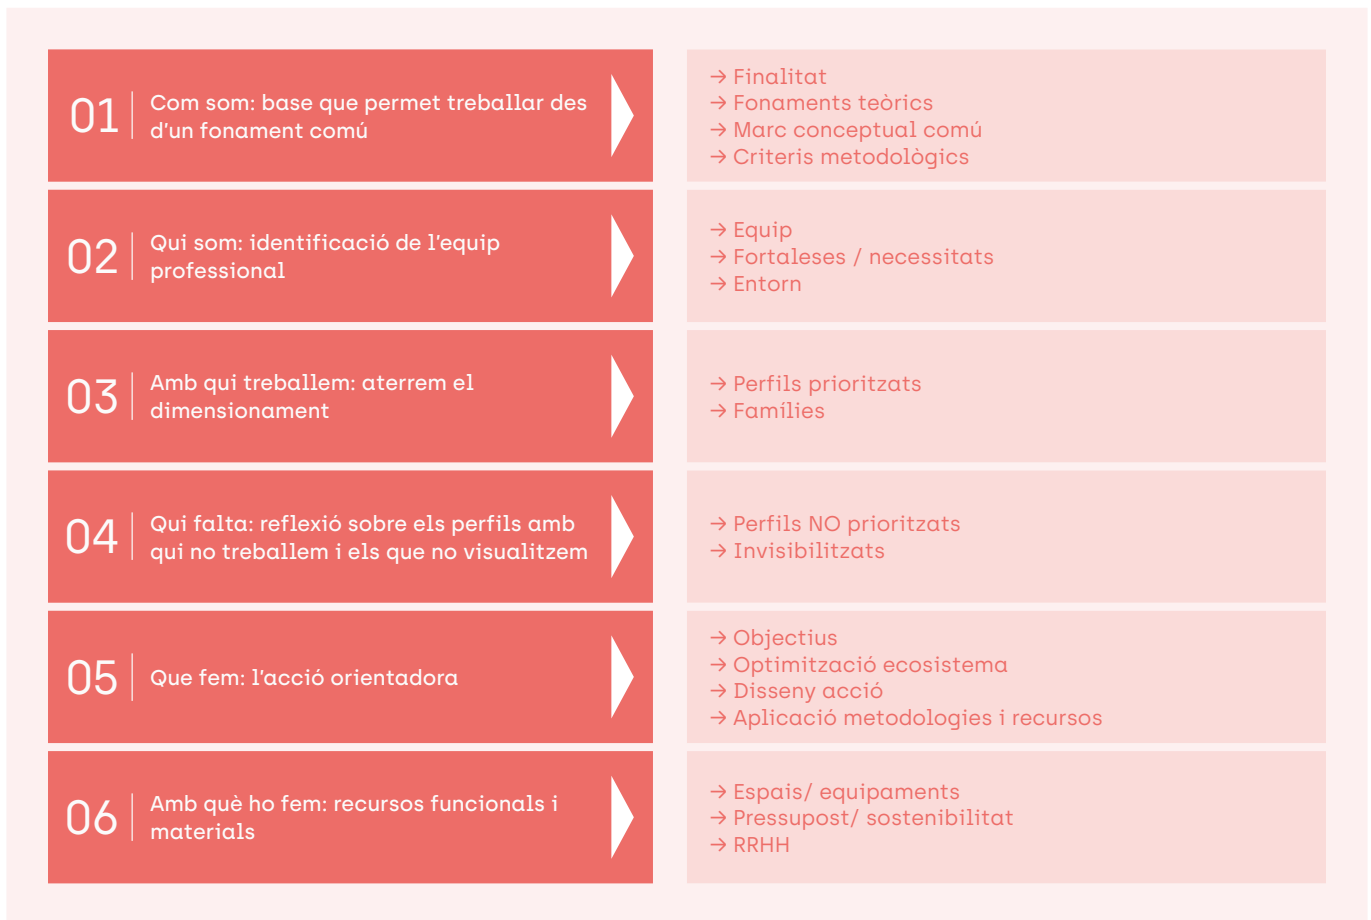 01
Com som: base que permet treballar des
d'un fonament comú
→ Finalitat
→ Fonaments teòrics
→ Marc conceptual comú
→ Criteris metodològics
02
Qui som: identificació de l'equip
professional
→ Equip
→ Fortaleses / necessitats
→ Entorn
03
Amb qui treballem: aterrem el
dimensionament
→ Perfils prioritzats
→ Famílies
04
Qui falta: reflexió sobre els perfils amb
qui no treballem i els que no visualitzem
→ Perfils NO prioritzats
→ Invisibilitzats
05
Que fem: l'acció orientadora
→ Objectius
→ Optimització ecosistema
→ Disseny acció
→ Aplicació metodologies i recursos
06
Amb què ho fem: recursos funcionals i
materials
→ Espais/ equipaments
→ Pressupost/ sostenibilitat
→ RRHH